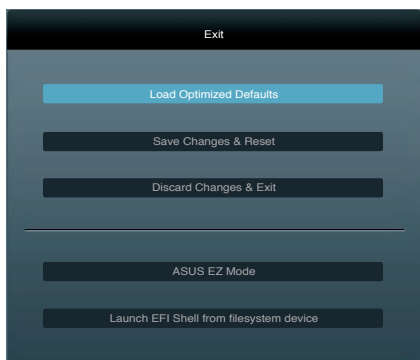 Exit
Load Optimized Defaults
Save Changes & Reset
Discard Changes & Exit
ASUS EZ Mode
Launch EFI Shell from filesystem device